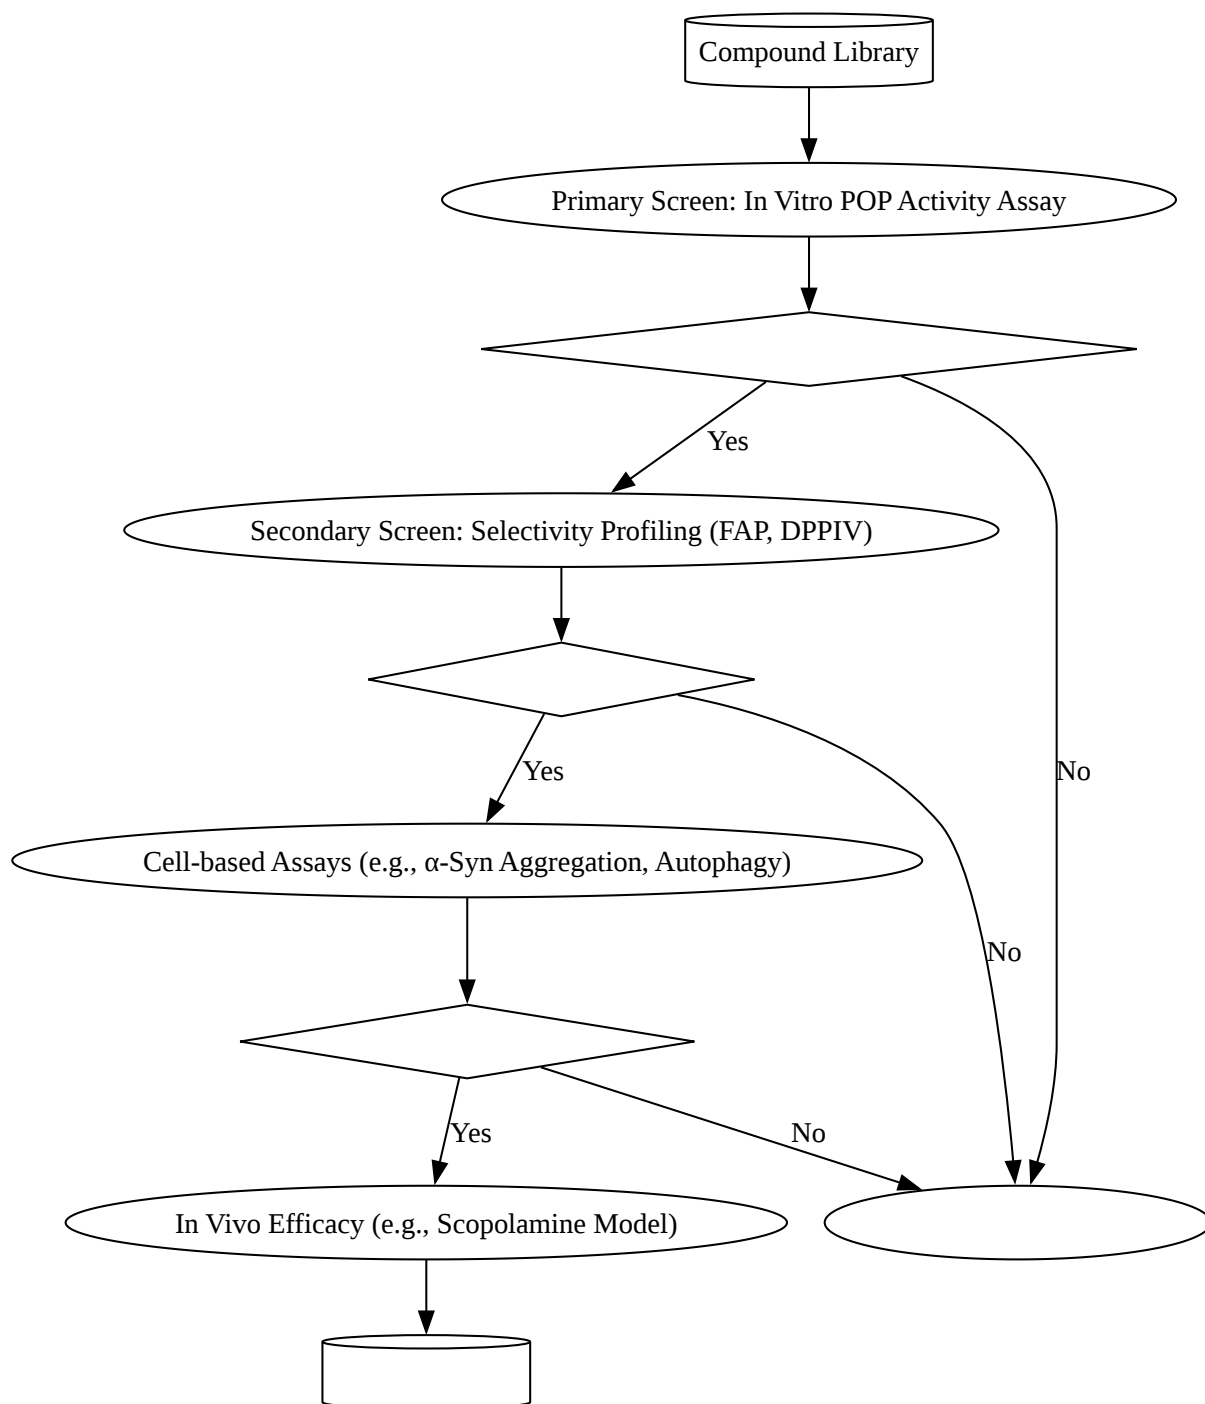 Compound Library
Primary Screen: In Vitro POP Activity Assay
Yes
Secondary Screen: Selectivity Profiling (FAP, DPPIV)
Yes
No
Cell-based Assays (e.g., α-Syn Aggregation, Autophagy)
No
Yes
No
In Vivo Efficacy (e.g., Scopolamine Model)